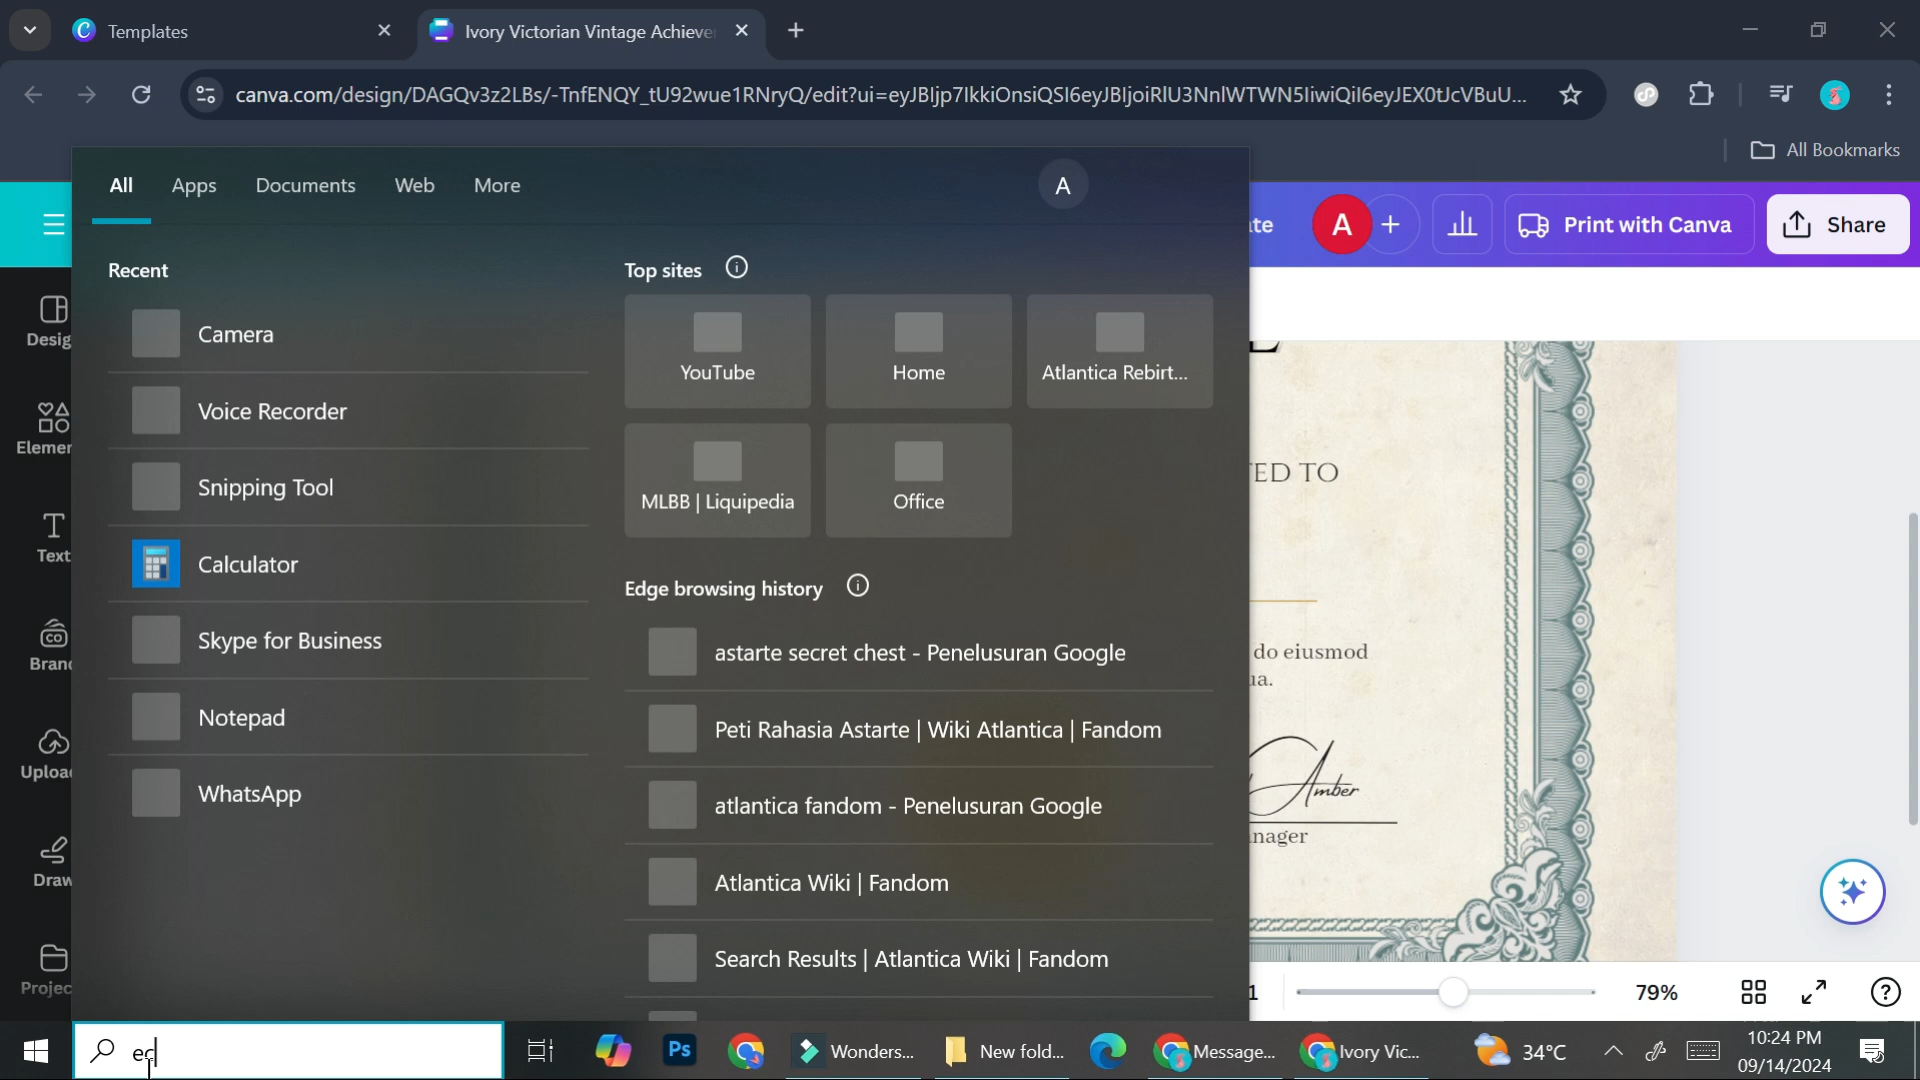 Templates
Ivory Victorian Vintage Achieve
canva.com/design/DAGQv3z2LBs/-TnfENQY_tU92wue1RNryQ/edit?ui=eyJBIjp7IkkiOnsiQSI6eyJBIjoiRlU3NnlWTWN5IiwiQiI6eyJEX0tJcVBuU...
All Bookmarks
All Apps Documents Web More
A
A
Print with Canva
Share
Recent
Camera
Voice Recorder
Snipping Tool
Calculator
Skype for Business
Notepad
WhatsApp
Top sites
YouTube
Home
Atlantica Rebirt...
MLBB | Liquipedia
Office
Edge browsing history
astarte secret chest - Penelusuran Google
Peti Rahasia Astarte | Wiki Atlantica | Fandom
atlantica fandom - Penelusuran Google
Atlantica Wiki | Fandom
Search Results | Atlantica Wiki | Fandom
Desig
Elemer
Text
Brand
Uploa
Draw
Projec
TED TO
do eiusmod
ua.
Amber
nager
1
79%
ec
Ps
Wonders...
New fold...
Message...
Ivory Vic...
34°C
10:24 PM
09/14/2024